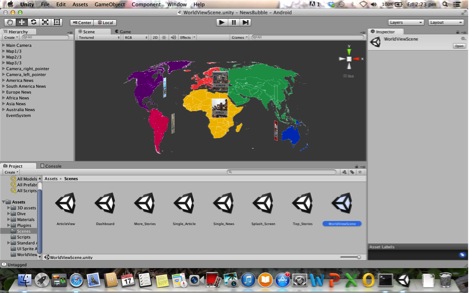 Unity File Edit Assets GameObject Component Window Help
WorldViewScene.unity - NewsBubble - Android
Center Local
Layers Layout
Hierarchy
Create
Main Camera
Map1/3
Map2/3
Map3/3
Camera_right_pointer
Camera_left_pointer
America News
South America News
Europe News
Africa News
Asia News
Australia News
EventSystem
Scene Game
Textured RGB 2D Effects Gizmos
Inspector
WorldViewScene
Open
Project Console
Create
All Models
All Prefabs
All Scripts
Assets
3D assets
Dive
Materials
Plugins
Scenes
Scripts
Standard A
UI Sprite A
WorldView
Assets Scenes
ArticleView Dashboard More_Stories Single_Article Single_News Splash_Screen Top_Stories WorldViewScene
WorldViewScene.unity
Asset Labels
Untagged